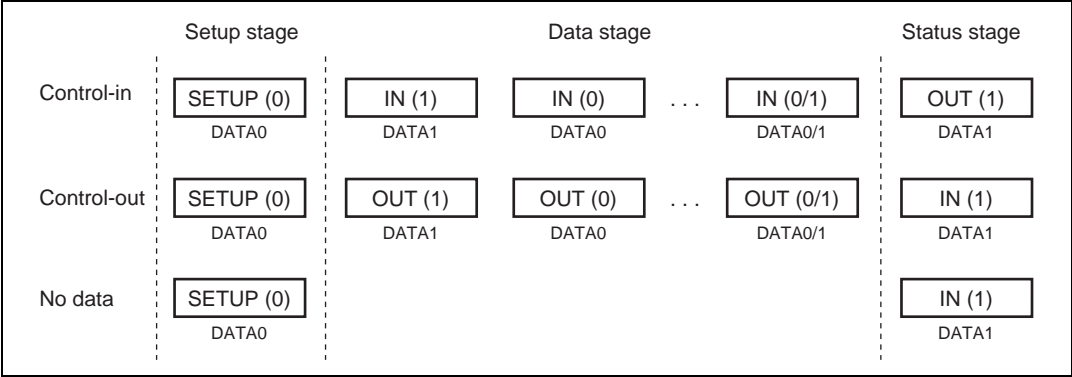 Setup stage Data stage Status stage
Control-in SETUP (0) IN (1) IN (0) . . . IN (0/1) OUT (1)
DATA0 DATA1 DATA0 DATA0/1 DATA1
Control-out SETUP (0) OUT (1) OUT (0) . . . OUT (0/1) IN (1)
DATA0 DATA1 DATA0 DATA0/1 DATA1
No data SETUP (0) IN (1)
DATA0 DATA1